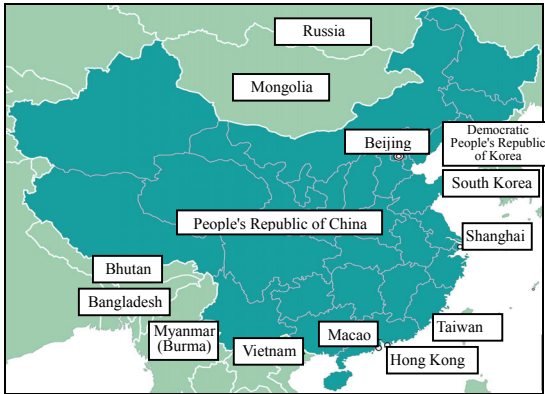 Russia
Mongolia
Beijing
Democratic
People's Republic
of Korea
South Korea
People's Republic of China
Shanghai
Bhutan
Bangladesh
Myanmar
(Burma)
Vietnam
Macao
Taiwan
Hong Kong